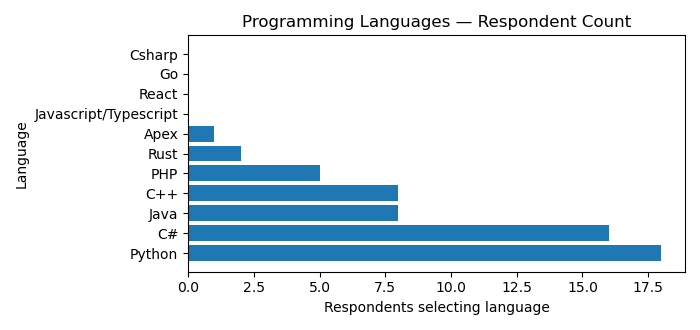 Programming Languages — Respondent Count
Csharp
Go
React
Javascript/Typescript
Apex
Rust
PHP
C++
Java
C#
Python
Language
0.0 2.5 5.0 7.5 10.0 12.5 15.0 17.5
Respondents selecting language